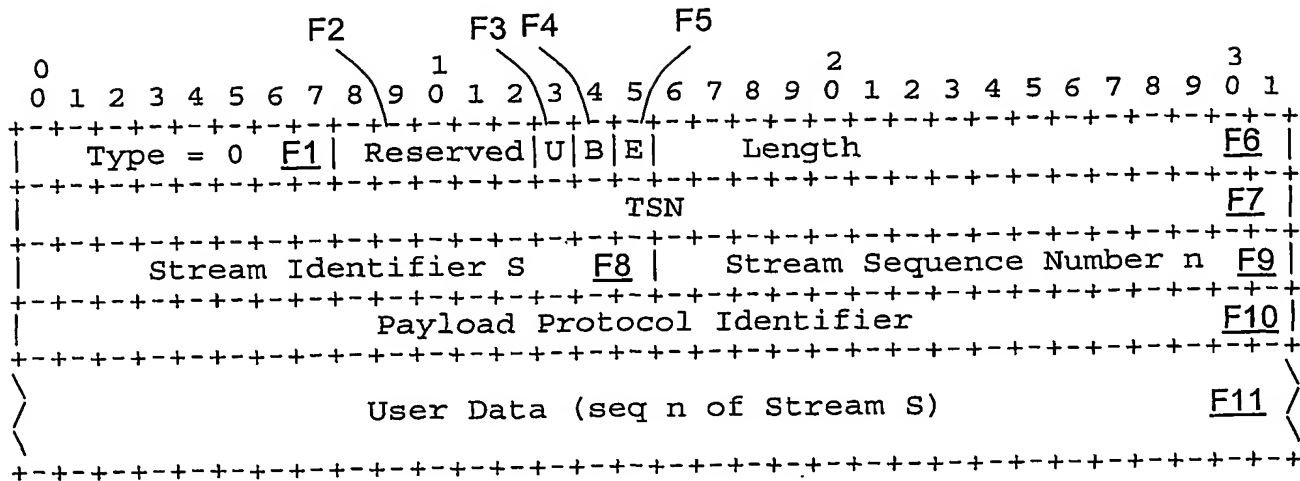 F2 F3 F4 F5
0 1 2 3
0 1 2 3 4 5 6 7 8 9 0 1 2 3 4 5 6 7 8 9 0 1 2 3 4 5 6 7 8 9 0 1
+-+-+-+-+-+-+-+-+-+-+-+-+-+-+-+-+-+-+-+-+-+-+-+-+-+-+-+-+-+-+-+-+
| Type = 0 F1| Reserved|U|B|E| Length F6 |
+-+-+-+-+-+-+-+-+-+-+-+-+-+-+-+-+-+-+-+-+-+-+-+-+-+-+-+-+-+-+-+-+
| TSN F7 |
+-+-+-+-+-+-+-+-+-+-+-+-+-+-+-+-+-+-+-+-+-+-+-+-+-+-+-+-+-+-+-+-+
| Stream Identifier S F8 | Stream Sequence Number n F9 |
+-+-+-+-+-+-+-+-+-+-+-+-+-+-+-+-+-+-+-+-+-+-+-+-+-+-+-+-+-+-+-+-+
| Payload Protocol Identifier F10 |
+-+-+-+-+-+-+-+-+-+-+-+-+-+-+-+-+-+-+-+-+-+-+-+-+-+-+-+-+-+-+-+-+
\ \
/ User Data (seq n of Stream S) F11 /
\ \
+-+-+-+-+-+-+-+-+-+-+-+-+-+-+-+-+-+-+-+-+-+-+-+-+-+-+-+-+-+-+-+-+